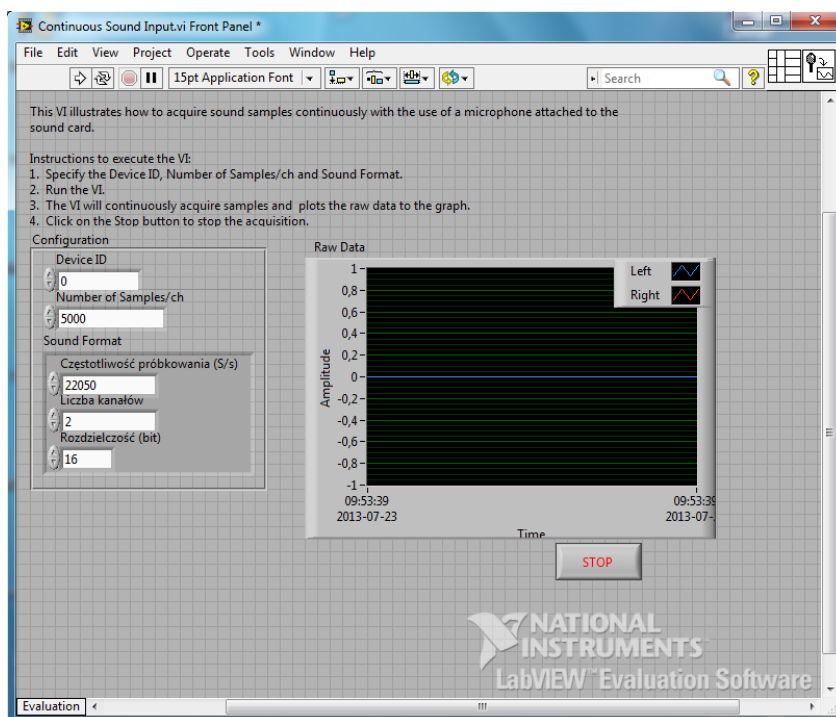 Continuous Sound Input.vi Front Panel *
File Edit View Project Operate Tools Window Help
15pt Application Font
Search
This VI illustrates how to acquire sound samples continuously with the use of a microphone attached to the
sound card.
Instructions to execute the VI:
1. Specify the Device ID, Number of Samples/ch and Sound Format.
2. Run the VI.
3. The VI will continuously acquire samples and plots the raw data to the graph.
4. Click on the Stop button to stop the acquisition.
Configuration
Device ID
0
Number of Samples/ch
5000
Sound Format
Częstotliwość próbkowania (S/s)
22050
Liczba kanałów
2
Rozdzielczość (bit)
16
Raw Data
Left
Right
Amplitude
1
0,8
0,6
0,4
0,2
0
-0,2
-0,4
-0,6
-0,8
-1
09:53:39
2013-07-23
09:53:39
2013-07-
Time
STOP
NATIONAL
INSTRUMENTS
LabVIEW™ Evaluation Software
Evaluation